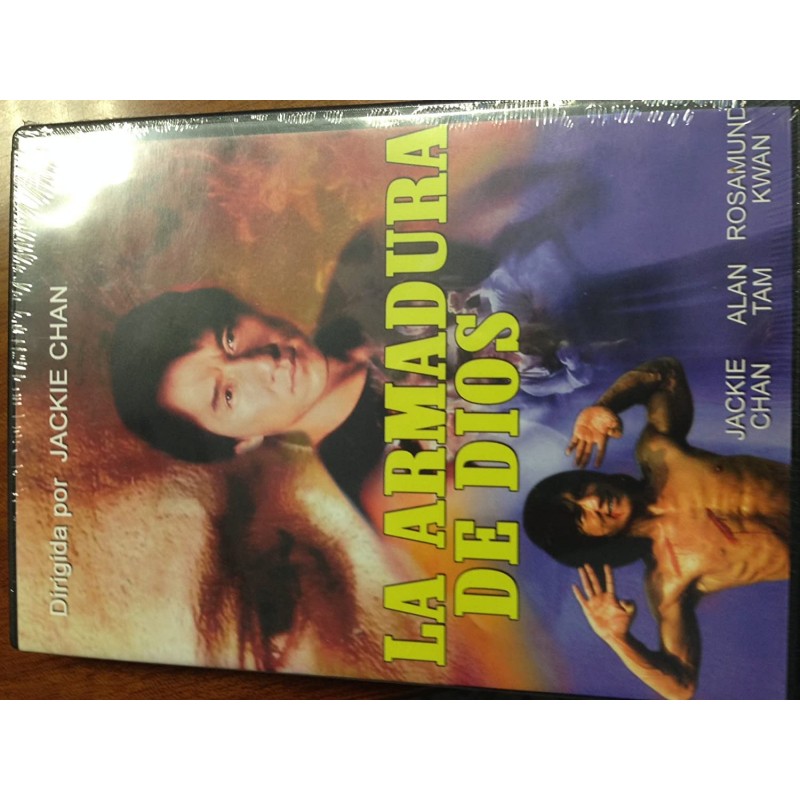 Dirigida por JACKIE CHAN
LA ARMADURA
DE DIOS
JACKIE ALAN ROSAMUND
CHAN TAM KWAN